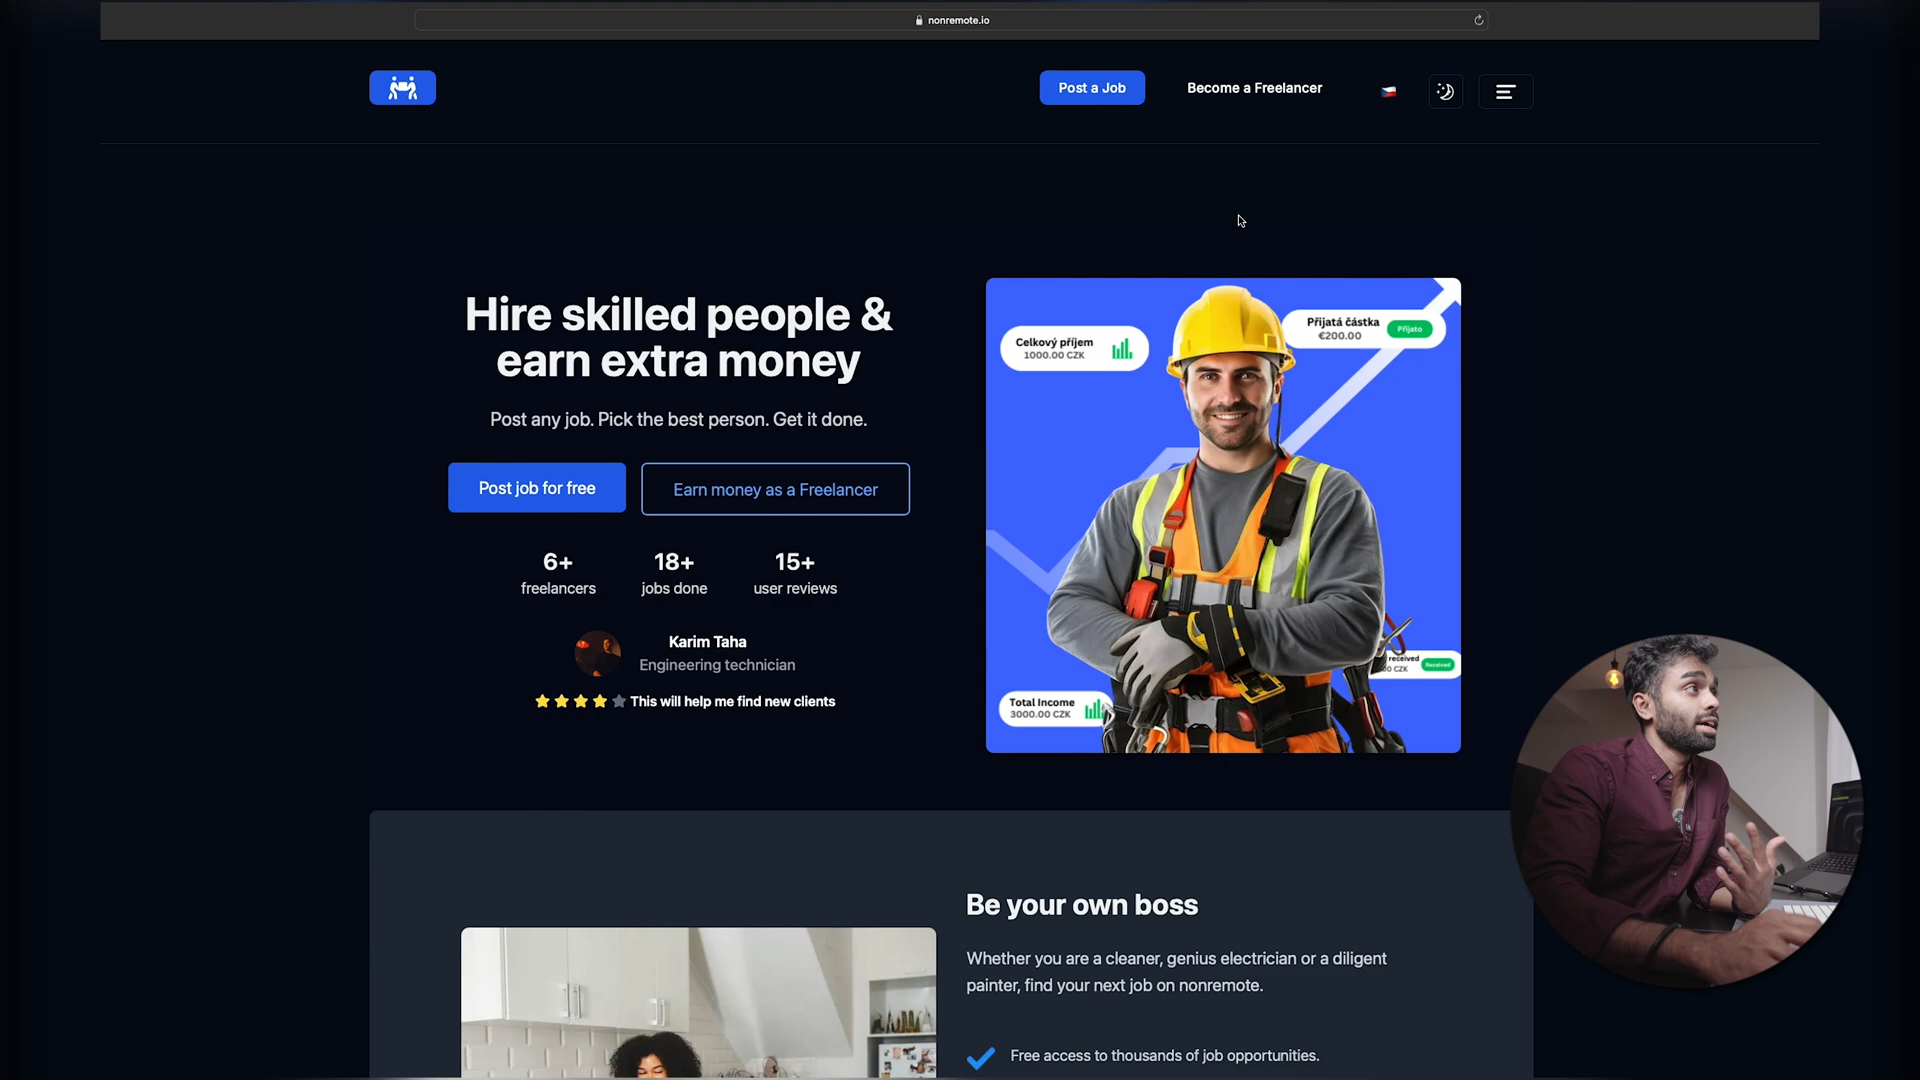 nonremote.io
Post a Job
Become a Freelancer
Hire skilled people &
earn extra money
Post any job. Pick the best person. Get it done.
Post job for free
Earn money as a Freelancer
6+
freelancers
18+
jobs done
15+
user reviews
Karim Taha
Engineering technician
This will help me find new clients
Celkový příjem
1000.00 CZK
Přijatá částka
€200.00
Přijato
received
0 CZK
Received
Total Income
3000.00 CZK
Be your own boss
Whether you are a cleaner, genius electrician or a diligent
painter, find your next job on nonremote.
Free access to thousands of job opportunities.